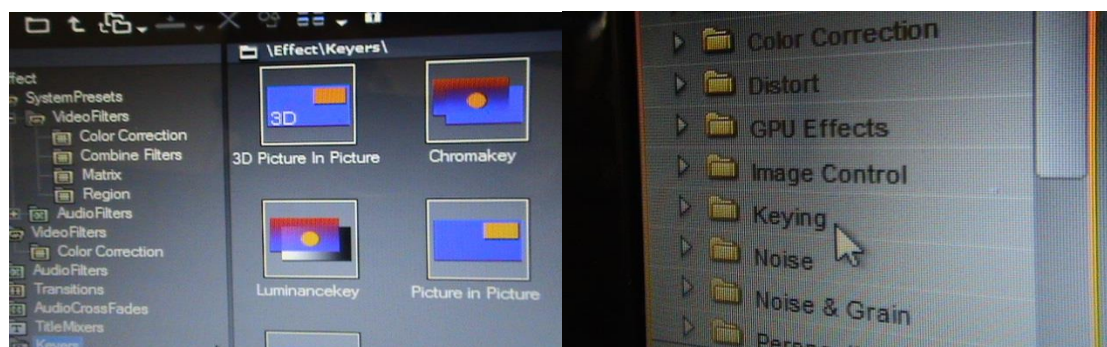 \Effect\Keyers\
SystemPresets
VideoFilters
Color Correction
Combine Filters
Matrix
Region
AudioFilters
VideoFilters
Color Correction
AudioFilters
Transitions
AudioCrossFades
TitleMixers
Keyers
3D
3D Picture In Picture
Chromakey
Luminancekey
Picture in Picture
Color Correction
Distort
GPU Effects
Image Control
Keying
Noise
Noise & Grain